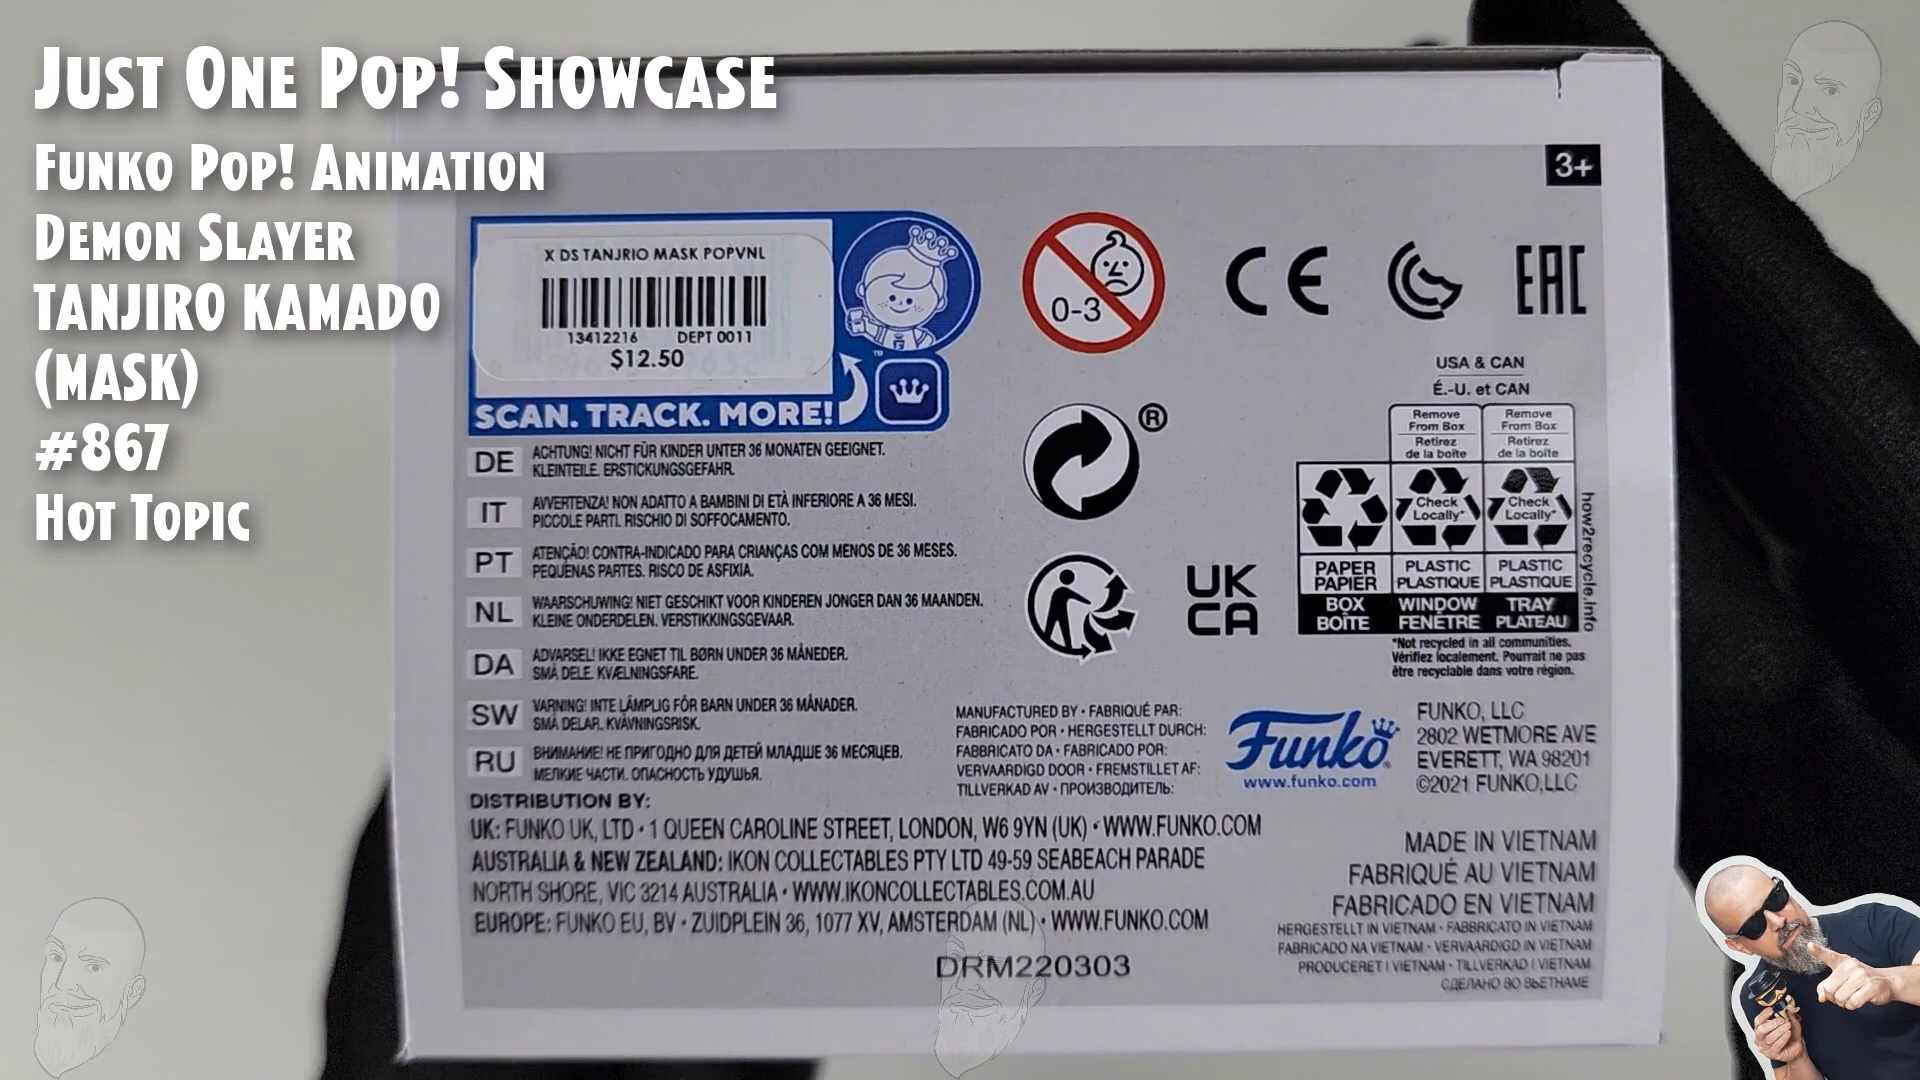 Just One Pop! Showcase
Funko Pop! Animation
Demon Slayer
TANJIRO KAMADO
(MASK)
#867
Hot Topic
3+
X DS TANJRIO MASK POPVNL
13412216 DEPT 0011
$12.50
™
SCAN. TRACK. MORE!
0-3
CE
EAC
®
UK
CA
USA & CAN
É.-U. et CAN
Remove From Box Retirez de la boîte
Remove From Box Retirez de la boîte
Check Locally*
Check Locally*
PAPER PAPIER
PLASTIC PLASTIQUE
PLASTIC PLASTIQUE
BOX BOÎTE
WINDOW FENÊTRE
TRAY PLATEAU
how2recycle.info
*Not recycled in all communities.
Vérifiez localement. Pourrait ne pas
être recyclable dans votre région.
DE ACHTUNG! NICHT FÜR KINDER UNTER 36 MONATEN GEEIGNET.
KLEINTEILE. ERSTICKUNGSGEFAHR.
IT AVVERTENZA! NON ADATTO A BAMBINI DI ETÀ INFERIORE A 36 MESI.
PICCOLE PARTI. RISCHIO DI SOFFOCAMENTO.
PT ATENÇÃO! CONTRA-INDICADO PARA CRIANÇAS COM MENOS DE 36 MESES.
PEQUENAS PARTES. RISCO DE ASFIXIA.
NL WAARSCHUWING! NIET GESCHIKT VOOR KINDEREN JONGER DAN 36 MAANDEN.
KLEINE ONDERDELEN. VERSTIKKINGSGEVAAR.
DA ADVARSEL! IKKE EGNET TIL BØRN UNDER 36 MÅNEDER.
SMÅ DELE. KVÆLNINGSFARE.
SW VARNING! INTE LÄMPLIG FÖR BARN UNDER 36 MÅNADER.
SMÅ DELAR. KVÄVNINGSRISK.
RU ВНИМАНИЕ! НЕ ПРИГОДНО ДЛЯ ДЕТЕЙ МЛАДШЕ 36 МЕСЯЦЕВ.
МЕЛКИЕ ЧАСТИ. ОПАСНОСТЬ УДУШЬЯ.
MANUFACTURED BY • FABRIQUÉ PAR:
FABRICADO POR • HERGESTELLT DURCH:
FABBRICATO DA • FABRICADO POR:
VERVAARDIGD DOOR • FREMSTILLET AF:
TILLVERKAD AV • ПРОИЗВОДИТЕЛЬ:
Funko
www.funko.com
FUNKO, LLC
2802 WETMORE AVE
EVERETT, WA 98201
©2021 FUNKO,LLC
DISTRIBUTION BY:
UK: FUNKO UK, LTD • 1 QUEEN CAROLINE STREET, LONDON, W6 9YN (UK) • WWW.FUNKO.COM
AUSTRALIA & NEW ZEALAND: IKON COLLECTABLES PTY LTD 49-59 SEABEACH PARADE
NORTH SHORE, VIC 3214 AUSTRALIA • WWW.IKONCOLLECTABLES.COM.AU
EUROPE: FUNKO EU, BV • ZUIDPLEIN 36, 1077 XV, AMSTERDAM (NL) • WWW.FUNKO.COM
DRM220303
MADE IN VIETNAM
FABRIQUÉ AU VIETNAM
FABRICADO EN VIETNAM
HERGESTELLT IN VIETNAM • FABBRICATO IN VIETNAM
FABRICADO NA VIETNAM • VERVAARDIGD IN VIETNAM
PRODUCERET I VIETNAM • TILLVERKAD I VIETNAM
СДЕЛАНО ВО ВЬЕТНАМЕ